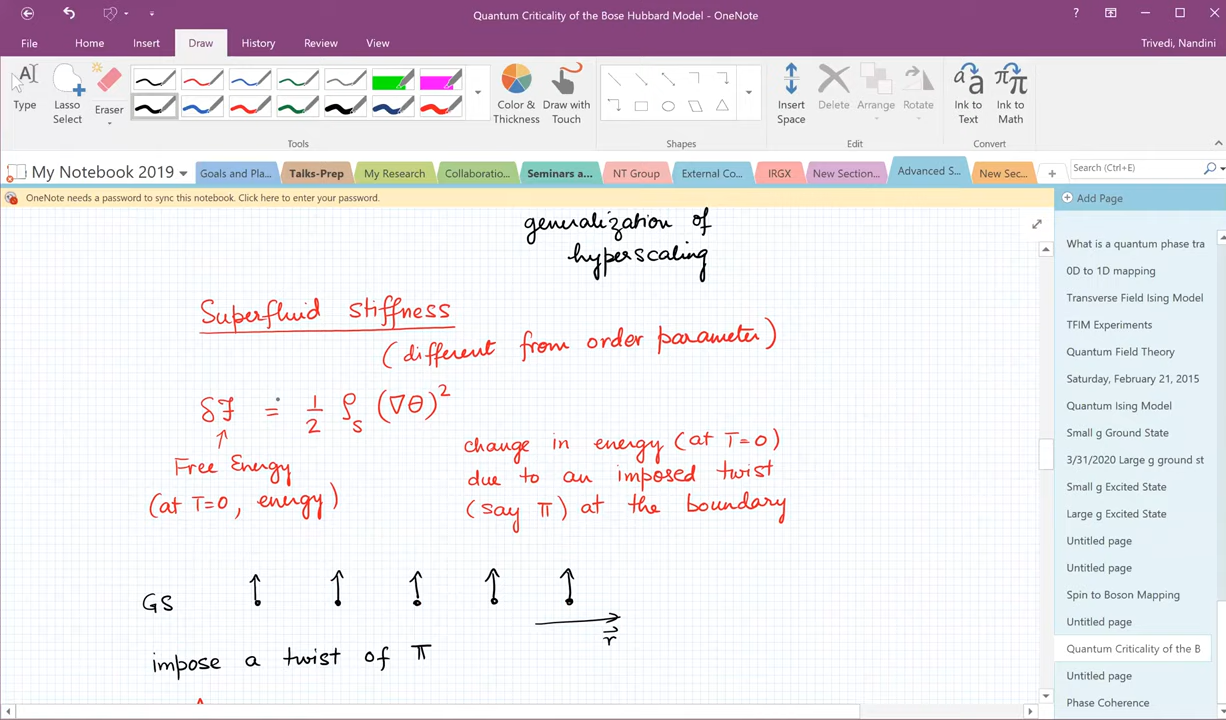 Quantum Criticality of the Bose Hubbard Model - OneNote
?
File Home Insert Draw History Review View
Trivedi, Nandini
Type
Lasso Select
Eraser
Color & Thickness
Draw with Touch
Insert Space
Delete
Arrange
Rotate
Ink to Text
Ink to Math
Tools
Shapes
Edit
Convert
My Notebook 2019
Goals and Pla...
Talks-Prep
My Research
Collaboratio...
Seminars a...
NT Group
External Co...
IRGX
New Section...
Advanced S...
New Sec...
Search (Ctrl+E)
OneNote needs a password to sync this notebook. Click here to enter your password.
generalization of
hyperscaling
Superfluid stiffness
(different from order parameter)
δF = 1/2 ρs (∇θ)²
↑
Free Energy
(at T=0, energy)
change in energy (at T=0)
due to an imposed twist
(say π) at the boundary
GS
r⃗
impose a twist of π
Add Page
What is a quantum phase tra
0D to 1D mapping
Transverse Field Ising Model
TFIM Experiments
Quantum Field Theory
Saturday, February 21, 2015
Quantum Ising Model
Small g Ground State
3/31/2020 Large g ground st
Small g Excited State
Large g Excited State
Untitled page
Untitled page
Spin to Boson Mapping
Untitled page
Quantum Criticality of the B
Untitled page
Phase Coherence